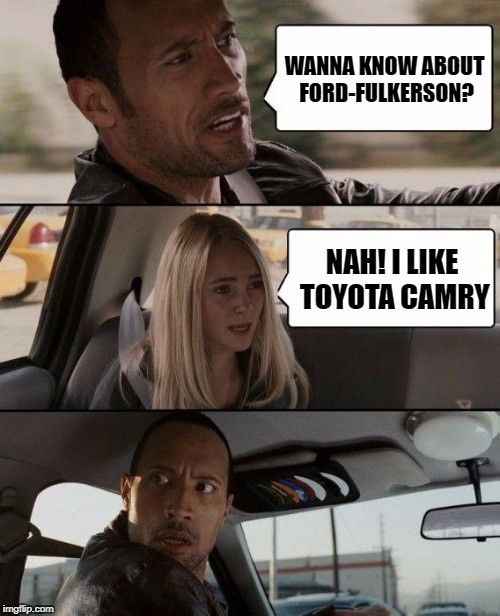 WANNA KNOW ABOUT
FORD-FULKERSON?
NAH! I LIKE
TOYOTA CAMRY
imgflip.com